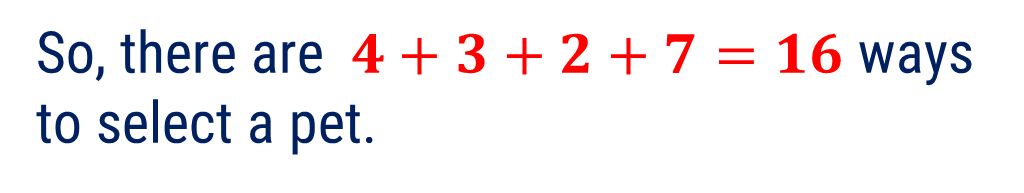 So, there are 4 + 3 + 2 + 7 = 16 ways
to select a pet.